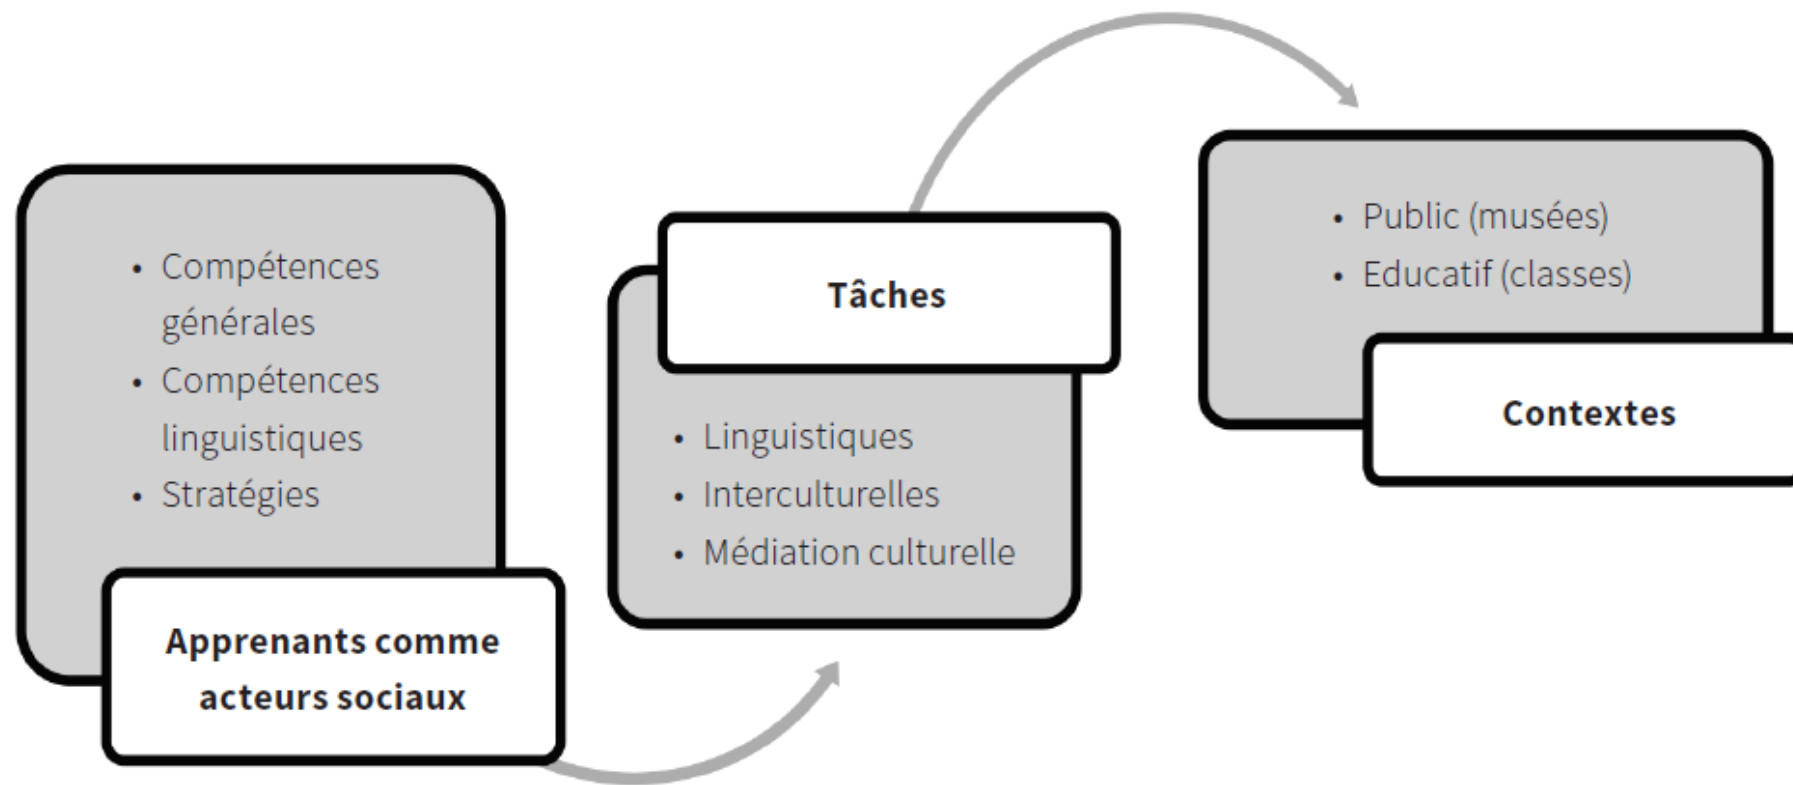 • Compétences
générales
• Compétences
linguistiques
• Stratégies
Apprenants comme
acteurs sociaux
Tâches
• Linguistiques
• Interculturelles
• Médiation culturelle
• Public (musées)
• Educatif (classes)
Contextes